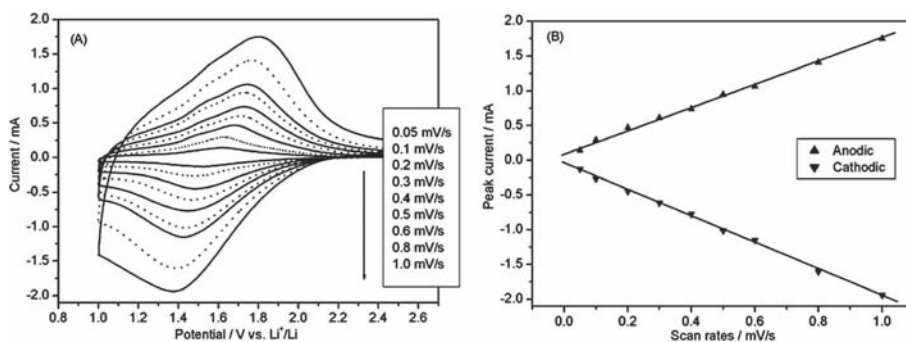 (A)
2.0
1.5
1.0
0.5
0.0
-0.5
-1.0
-1.5
-2.0
Current / mA
0.8 1.0 1.2 1.4 1.6 1.8 2.0 2.2 2.4 2.6
Potential / V vs. Li⁺/Li
0.05 mV/s
0.1 mV/s
0.2 mV/s
0.3 mV/s
0.4 mV/s
0.5 mV/s
0.6 mV/s
0.8 mV/s
1.0 mV/s
(B)
2.0
1.5
1.0
0.5
0.0
-0.5
-1.0
-1.5
-2.0
Peak current / mA
Anodic
Cathodic
0.0 0.2 0.4 0.6 0.8 1.0
Scan rates / mV/s